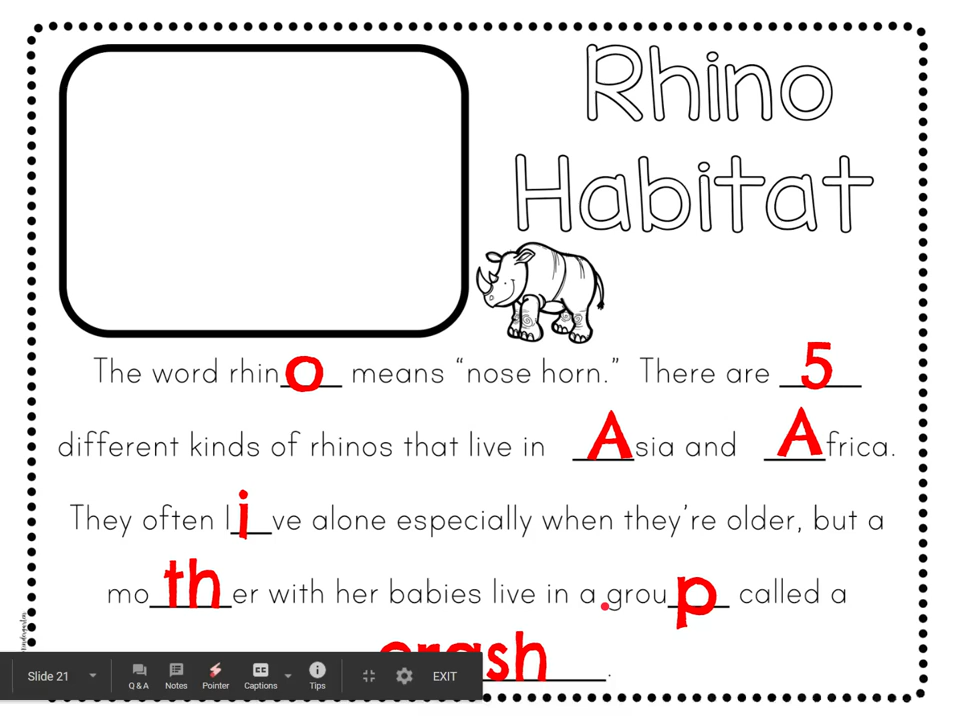 Rhino
Habitat
The word rhino means “nose horn.” There are 5
different kinds of rhinos that live in Asia and Africa.
They often live alone especially when they’re older, but a
mother with her babies live in a group called a
crash.
Slide 21 Q & A Notes Pointer Captions Tips EXIT